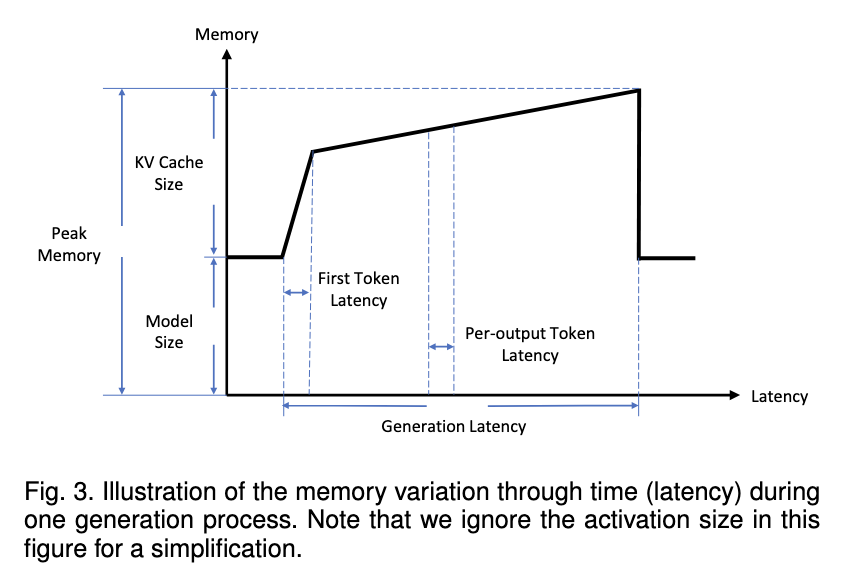 Memory
KV Cache
Size
Peak
Memory
First Token
Latency
Model
Size
Per-output Token
Latency
Latency
Generation Latency
Fig. 3. Illustration of the memory variation through time (latency) during
one generation process. Note that we ignore the activation size in this
figure for a simplification.